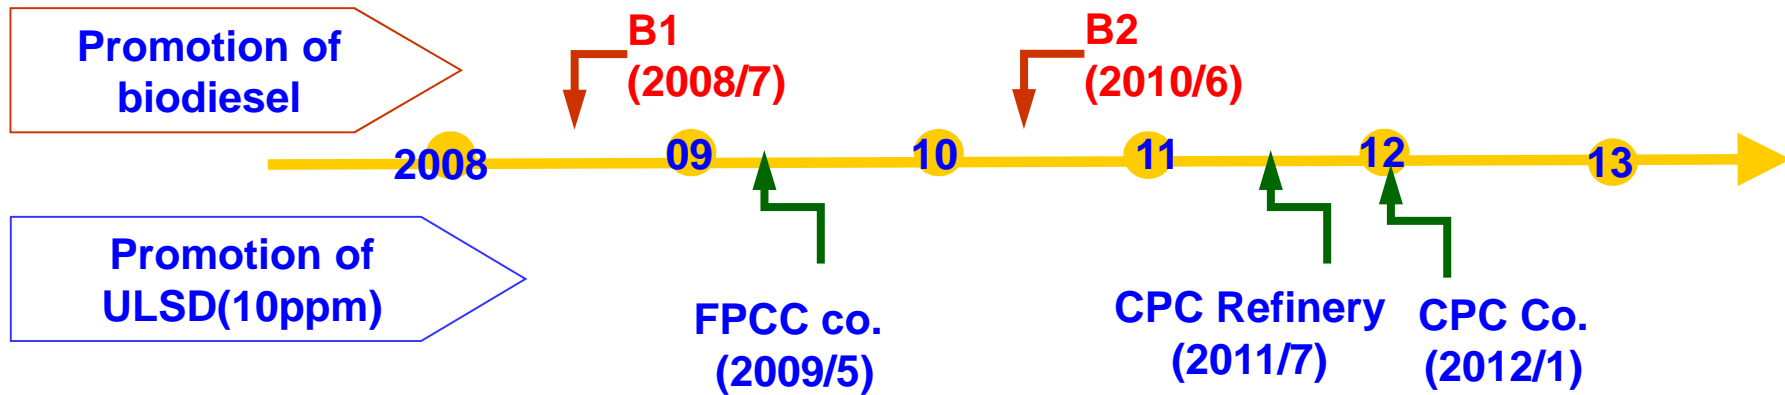 Promotion of
biodiesel
B1
(2008/7)
B2
(2010/6)
2008
09
10
11
12
13
Promotion of
ULSD(10ppm)
FPCC co.
(2009/5)
CPC Refinery
(2011/7)
CPC Co.
(2012/1)